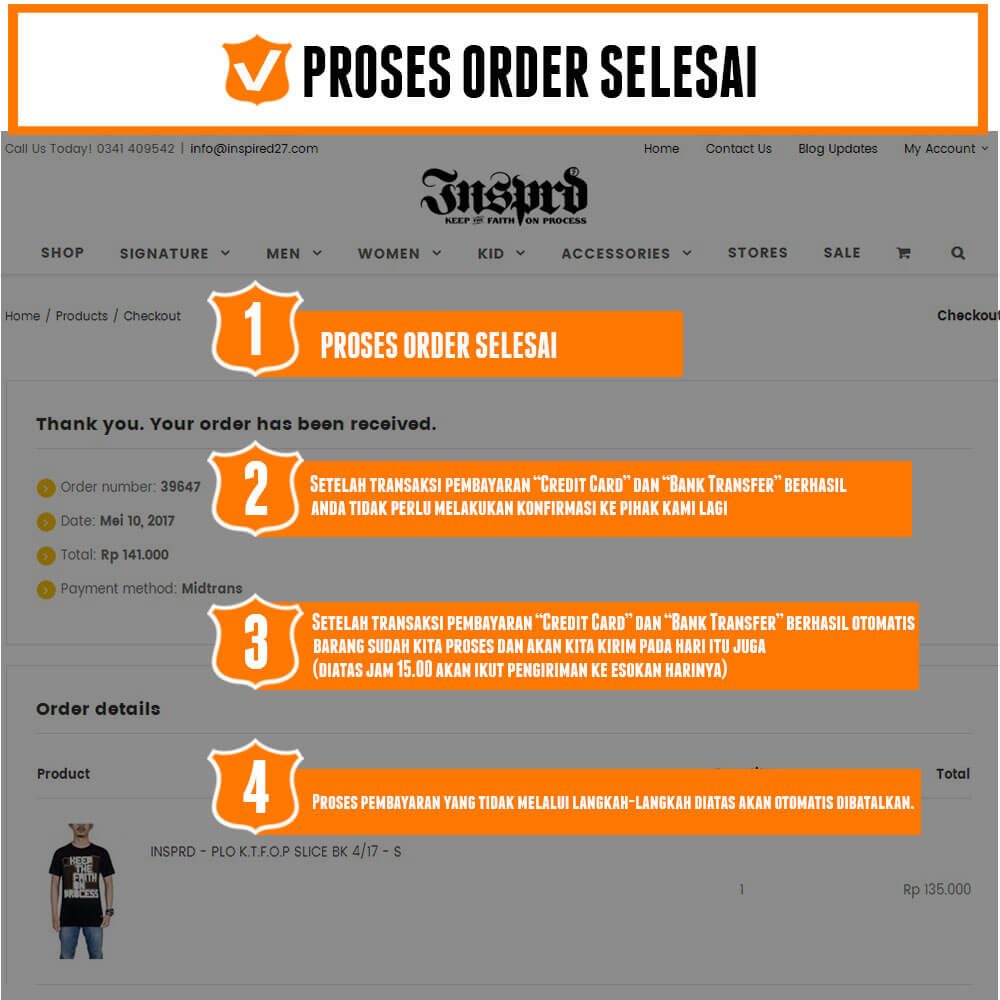 PROSES ORDER SELESAI
Call Us Today! 0341 409542 | info@inspired27.com
Home Contact Us Blog Updates My Account
Insprd
KEEP THE FAITH ON PROCESS
SHOP SIGNATURE MEN WOMEN KID ACCESSORIES STORES SALE
Home / Products / Checkout
Checkout
1
PROSES ORDER SELESAI
Thank you. Your order has been received.
2
SETELAH TRANSAKSI PEMBAYARAN “CREDIT CARD” DAN “BANK TRANSFER” BERHASIL
ANDA TIDAK PERLU MELAKUKAN KONFIRMASI KE PIHAK KAMI LAGI
Order number: 39647
Date: Mei 10, 2017
Total: Rp 141.000
Payment method: Midtrans
3
SETELAH TRANSAKSI PEMBAYARAN “CREDIT CARD” DAN “BANK TRANSFER” BERHASIL OTOMATIS
BARANG SUDAH KITA PROSES DAN AKAN KITA KIRIM PADA HARI ITU JUGA
(DIATAS JAM 15.00 AKAN IKUT PENGIRIMAN KE ESOKAN HARINYA)
Order details
Product Total
4
PROSES PEMBAYARAN YANG TIDAK MELALUI LANGKAH-LANGKAH DIATAS AKAN OTOMATIS DIBATALKAN.
INSPRD - PLO K.T.F.O.P SLICE BK 4/17 - S
1 Rp 135.000
KEEP
THE
FAITH
ON
PROCESS